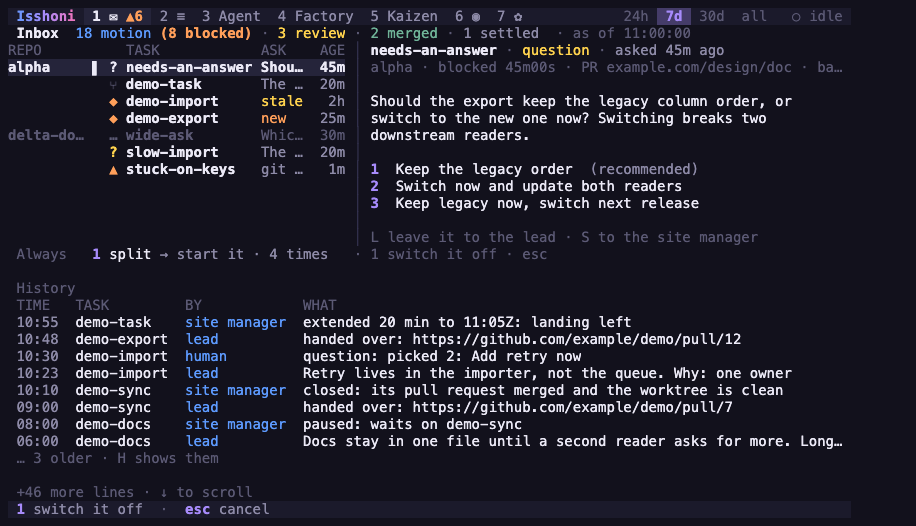 Isshoni 1 ✉ ▲6 2 ≡ 3 Agent 4 Factory 5 Kaizen 6 ◉ 7 ✿ 24h 7d 30d all ○ idle
Inbox 18 motion (8 blocked) · 3 review · 2 merged · 1 settled · as of 11:00:00
REPO TASK ASK AGE
alpha ? needs-an-answer Shou… 45m
⑂ demo-task The … 20m
◆ demo-import stale 2h
◆ demo-export new 25m
delta-do… … wide-ask Whic… 30m
? slow-import The … 20m
▲ stuck-on-keys git … 1m
needs-an-answer · question · asked 45m ago
alpha · blocked 45m00s · PR example.com/design/doc · ba…
Should the export keep the legacy column order, or
switch to the new one now? Switching breaks two
downstream readers.
1 Keep the legacy order (recommended)
2 Switch now and update both readers
3 Keep legacy now, switch next release
L leave it to the lead · S to the site manager
Always 1 split → start it · 4 times · 1 switch it off · esc
History
TIME TASK BY WHAT
10:55 demo-task site manager extended 20 min to 11:05Z: landing left
10:48 demo-export lead handed over: https://github.com/example/demo/pull/12
10:30 demo-import human question: picked 2: Add retry now
10:23 demo-import lead Retry lives in the importer, not the queue. Why: one owner
10:10 demo-sync site manager closed: its pull request merged and the worktree is clean
09:00 demo-sync lead handed over: https://github.com/example/demo/pull/7
08:00 demo-docs site manager paused: waits on demo-sync
06:00 demo-docs lead Docs stay in one file until a second reader asks for more. Long…
… 3 older · H shows them
+46 more lines · ↓ to scroll
1 switch it off · esc cancel